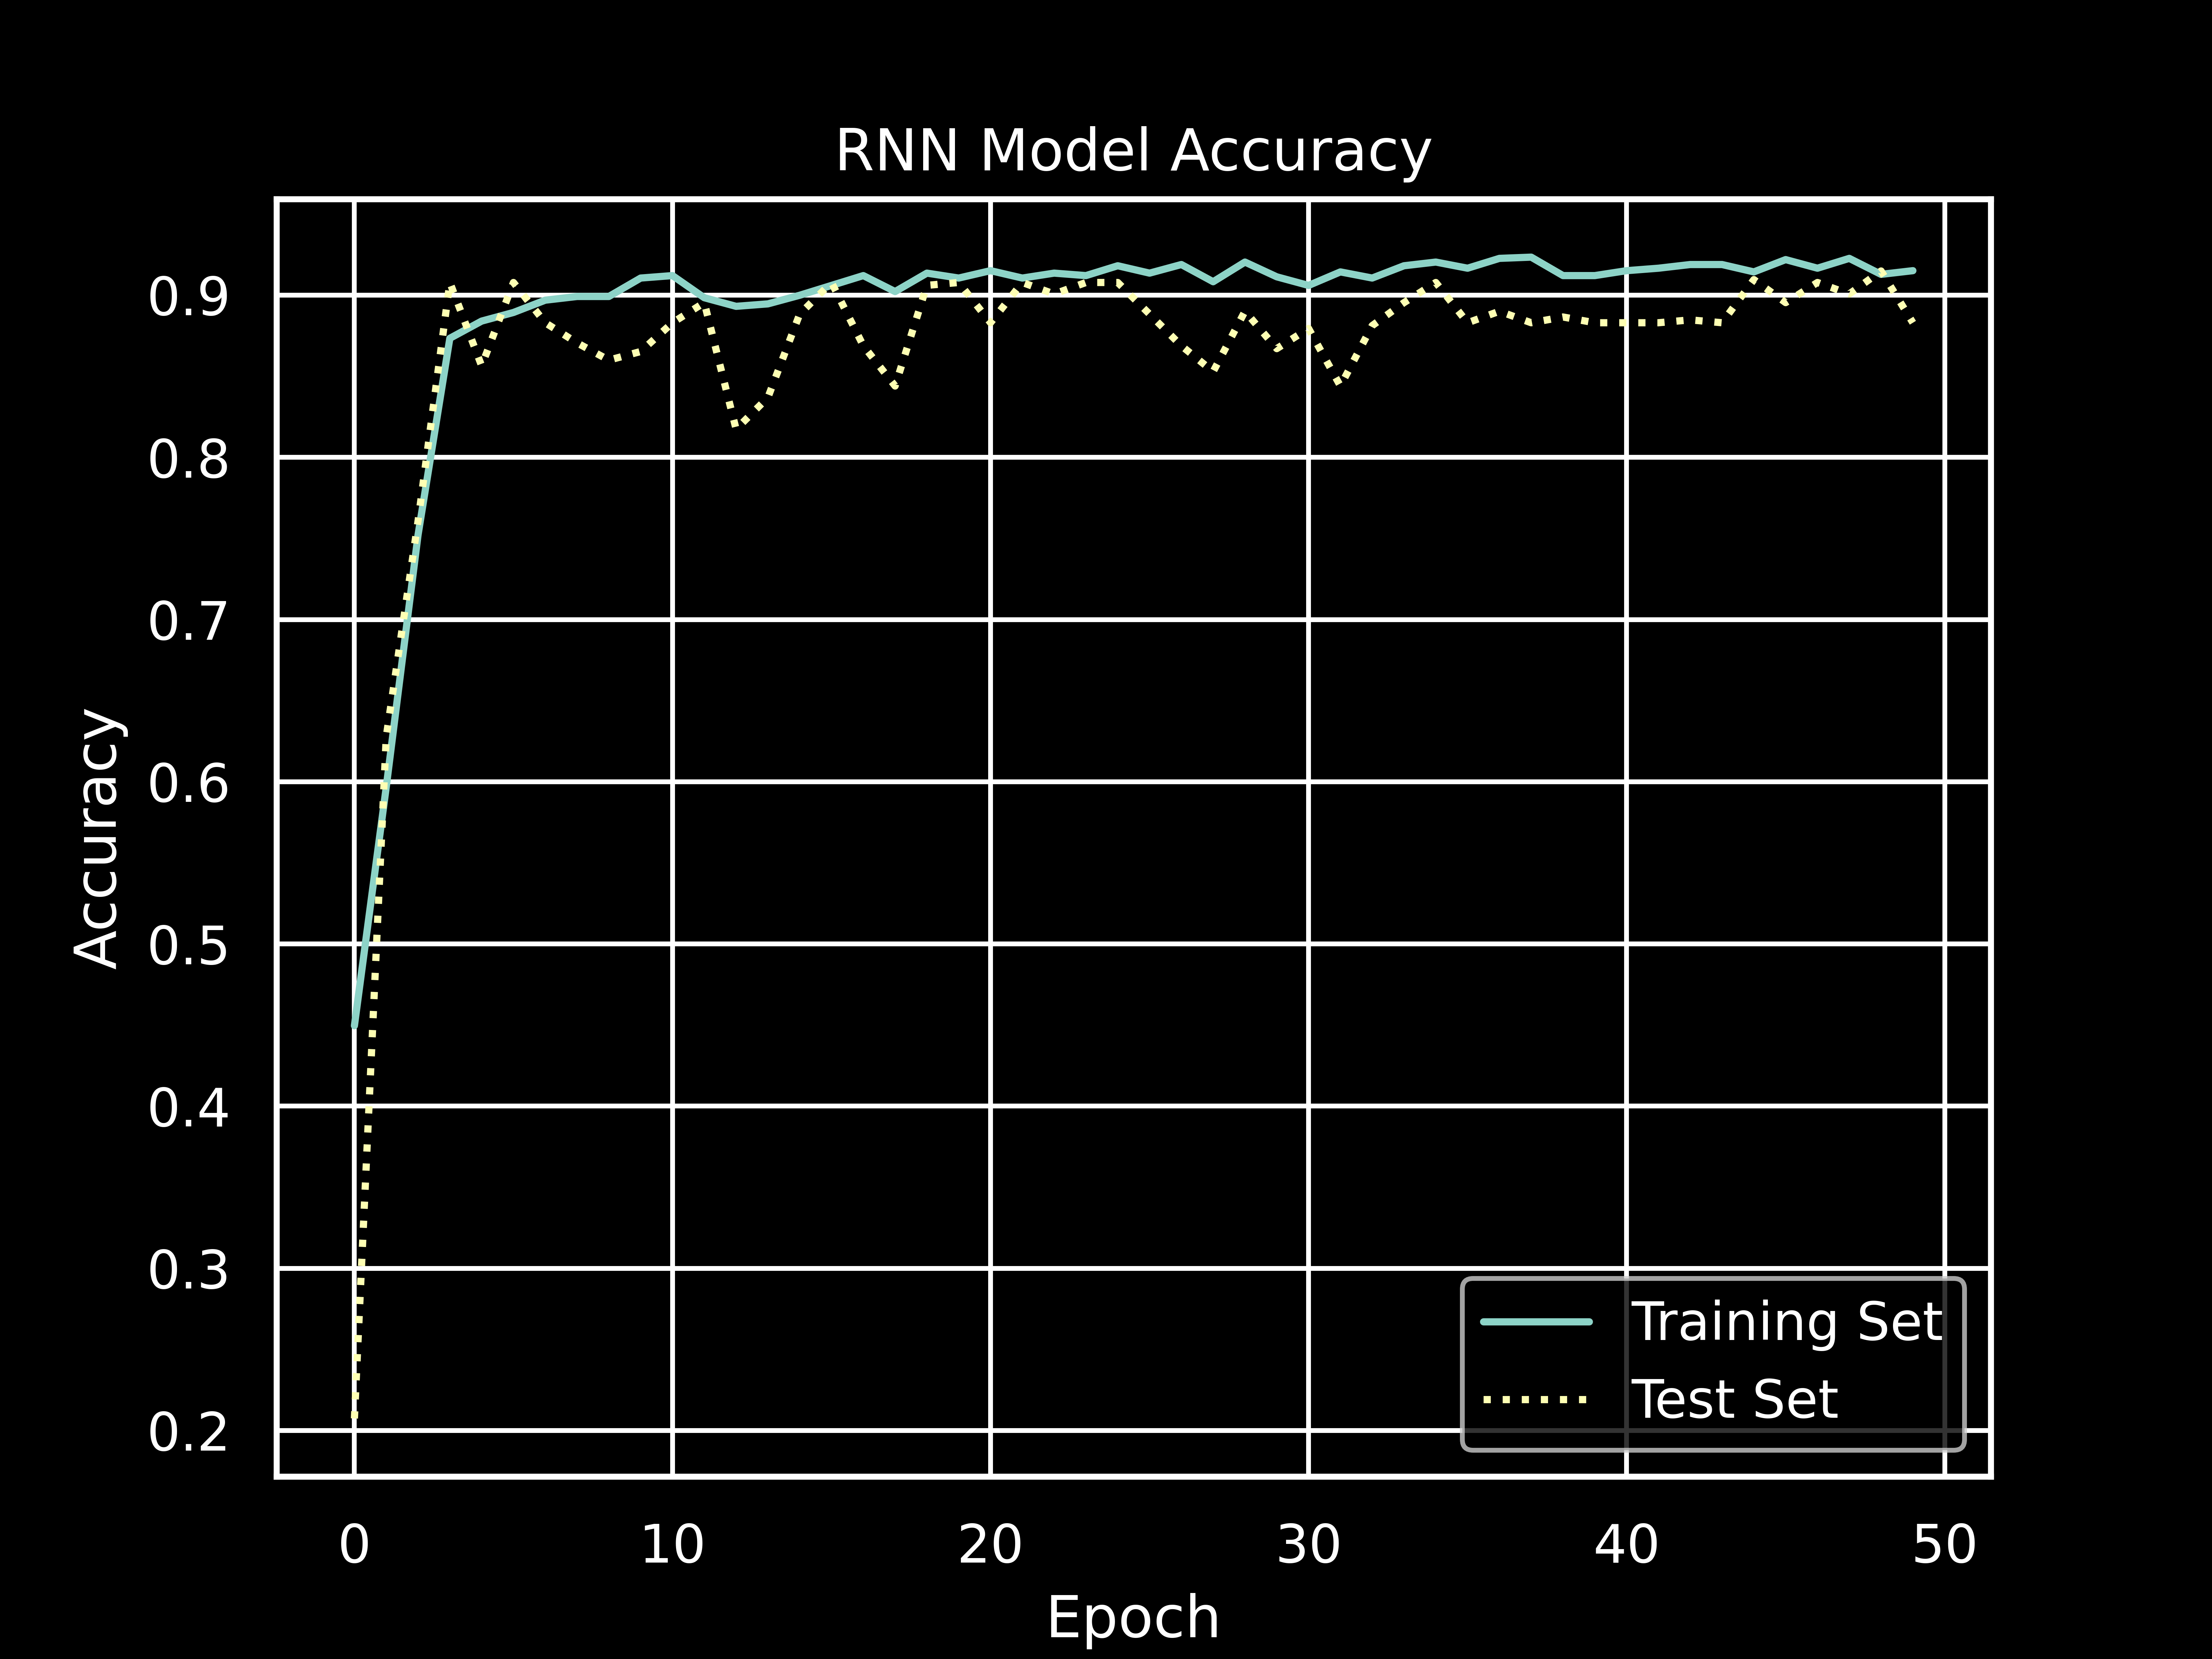 RNN Model Accuracy
Accuracy
0.9
0.8
0.7
0.6
0.5
0.4
0.3
0.2
Training Set
Test Set
0 10 20 30 40 50
Epoch